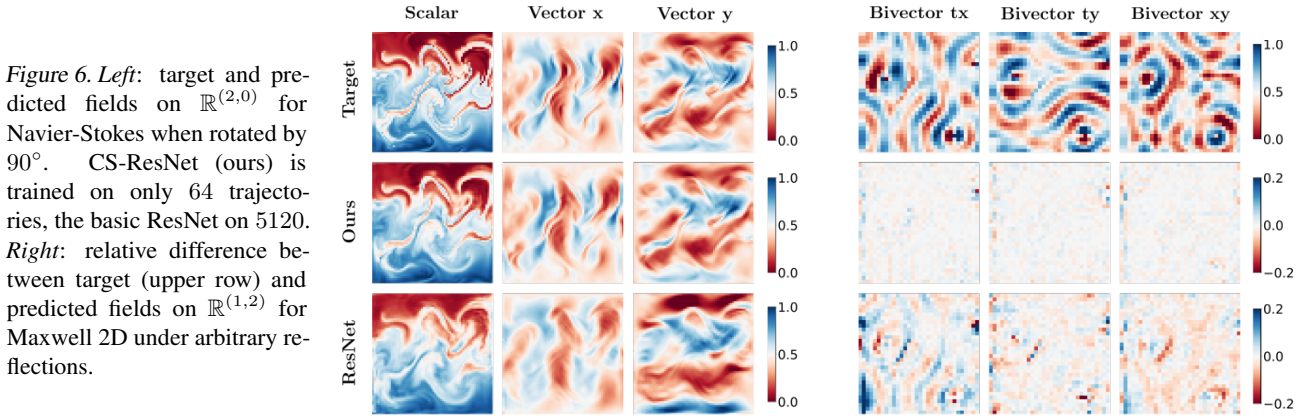 Figure 6. Left: target and pre-
dicted fields on ℝ^(2,0) for
Navier-Stokes when rotated by
90°. CS-ResNet (ours) is
trained on only 64 trajecto-
ries, the basic ResNet on 5120.
Right: relative difference be-
tween target (upper row) and
predicted fields on ℝ^(1,2) for
Maxwell 2D under arbitrary re-
flections.
Scalar Vector x Vector y Bivector tx Bivector ty Bivector xy
Target
1.0
0.5
0.0
1.0
0.5
0.0
Ours
1.0
0.5
0.0
0.2
0.0
−0.2
ResNet
1.0
0.5
0.0
0.2
0.0
−0.2